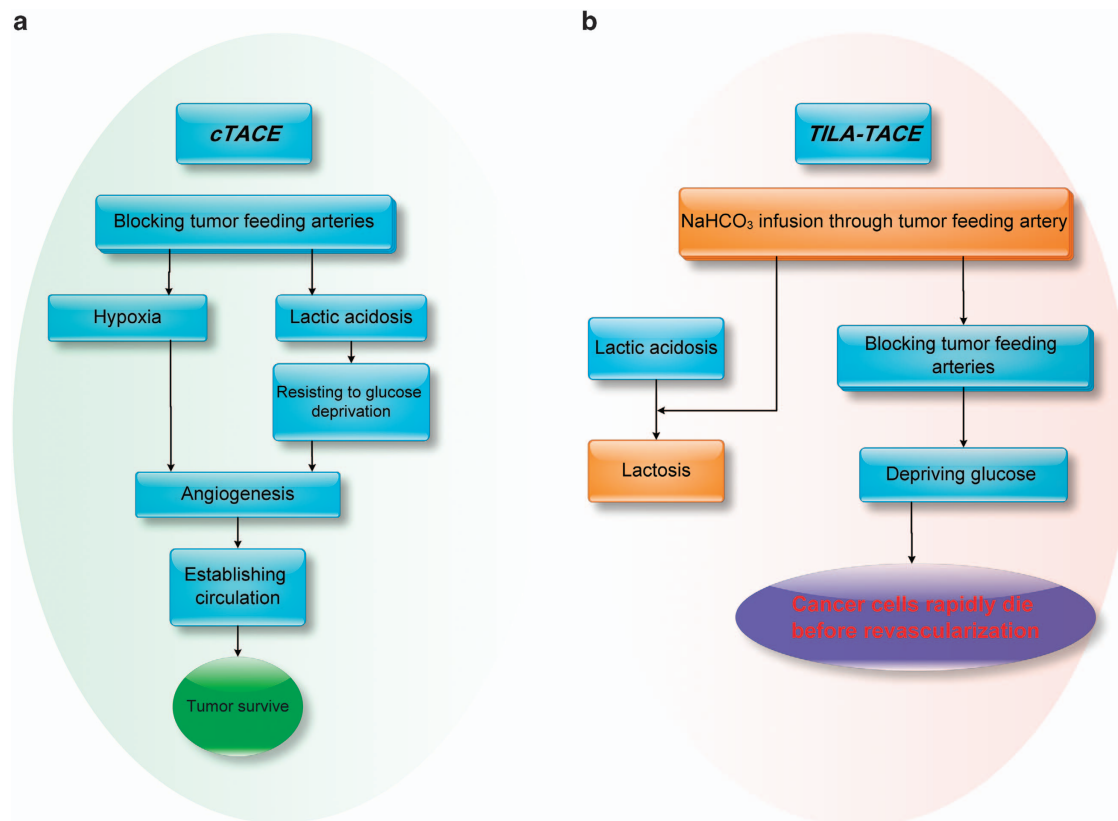 a
cTACE
Blocking tumor feeding arteries
Hypoxia
Lactic acidosis
Resisting to glucose
deprivation
Angiogenesis
Establishing
circulation
Tumor survive
b
TILA-TACE
NaHCO₃ infusion through tumor feeding artery
Lactic acidosis
Blocking tumor feeding
arteries
Lactosis
Depriving glucose
Cancer cells rapidly die
before revascularization